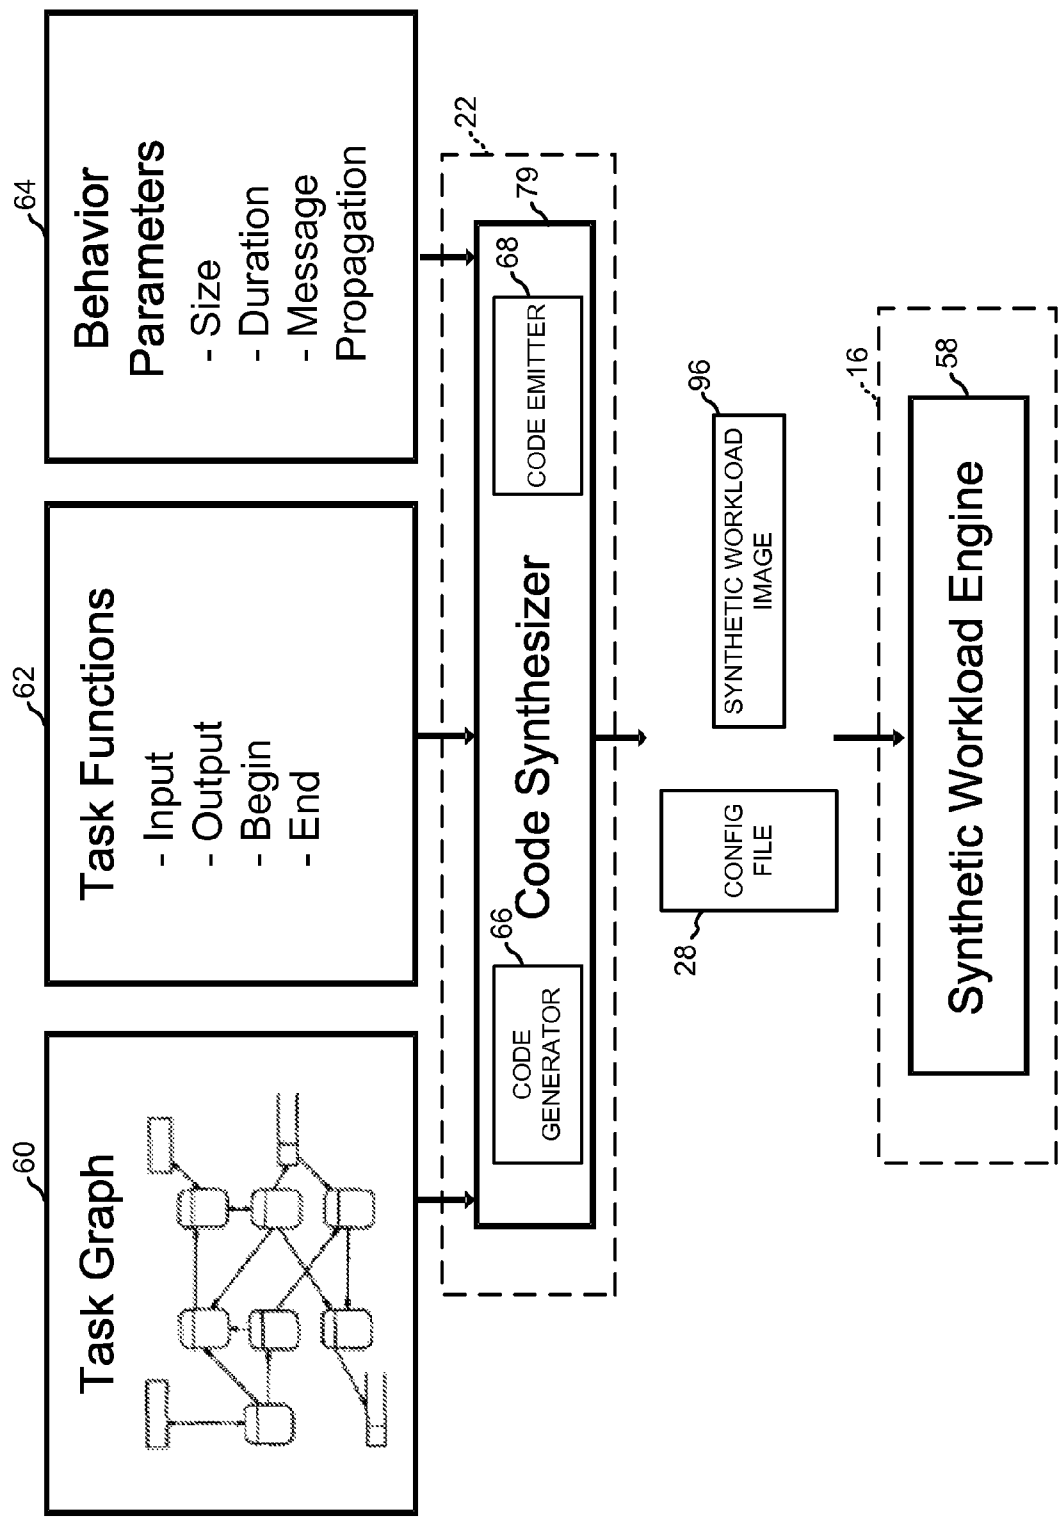 60
Task Graph
62
Task Functions
- Input
- Output
- Begin
- End
64
Behavior
Parameters
- Size
- Duration
- Message
Propagation
22
79
CODE
GENERATOR
66
Code Synthesizer
CODE EMITTER
68
28
CONFIG
FILE
SYNTHETIC WORKLOAD
IMAGE
96
16
Synthetic Workload Engine
58